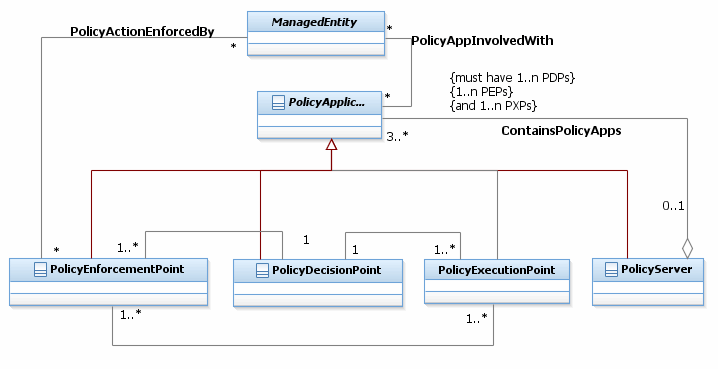 ManagedEntity
PolicyActionEnforcedBy
*
*
PolicyAppInvolvedWith
{must have 1..n PDPs}
{1..n PEPs}
{and 1..n PXPs}
*
PolicyApplic...
3..*
ContainsPolicyApps
0..1
*
1..*
1
1
1..*
PolicyEnforcementPoint
PolicyDecisionPoint
PolicyExecutionPoint
PolicyServer
1..*
1..*